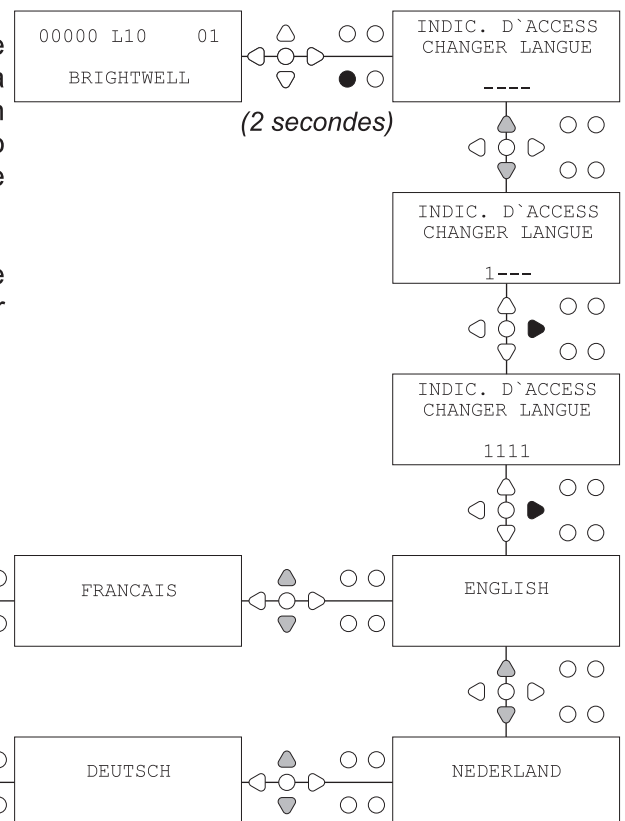 00000 L10 01
BRIGHTWELL
(2 secondes)
INDIC. D`ACCESS
CHANGER LANGUE
----
INDIC. D`ACCESS
CHANGER LANGUE
1---
INDIC. D`ACCESS
CHANGER LANGUE
1111
FRANCAIS
ENGLISH
DEUTSCH
NEDERLAND